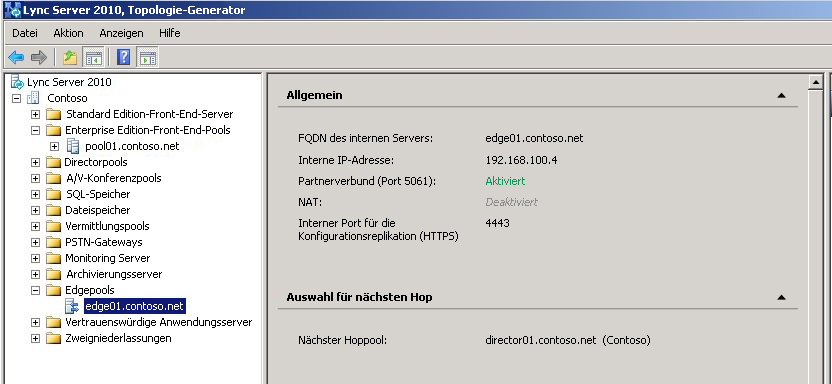 Lync Server 2010, Topologie-Generator
Datei Aktion Anzeigen Hilfe
Lync Server 2010
Contoso
Standard Edition-Front-End-Server
Enterprise Edition-Front-End-Pools
pool01.contoso.net
Directorpools
A/V-Konferenzpools
SQL-Speicher
Dateispeicher
Vermittlungspools
PSTN-Gateways
Monitoring Server
Archivierungsserver
Edgepools
edge01.contoso.net
Vertrauenswürdige Anwendungsserver
Zweigniederlassungen
Allgemein
FQDN des internen Servers: edge01.contoso.net
Interne IP-Adresse: 192.168.100.4
Partnerverbund (Port 5061): Aktiviert
NAT: Deaktiviert
Interner Port für die 4443
Konfigurationsreplikation (HTTPS)
Auswahl für nächsten Hop
Nächster Hoppool: director01.contoso.net (Contoso)